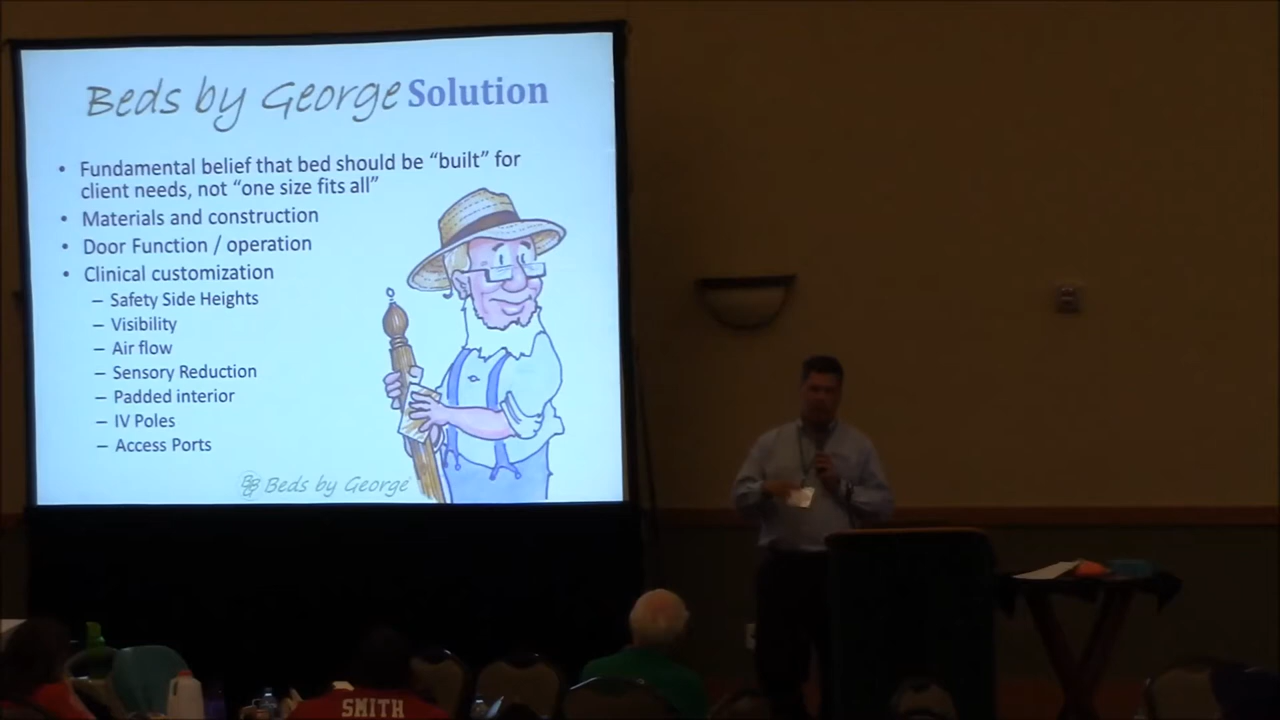 Beds by George Solution
• Fundamental belief that bed should be “built” for
client needs, not “one size fits all”
• Materials and construction
• Door Function / operation
• Clinical customization
– Safety Side Heights
– Visibility
– Air flow
– Sensory Reduction
– Padded interior
– IV Poles
– Access Ports
Beds by George
SMITH